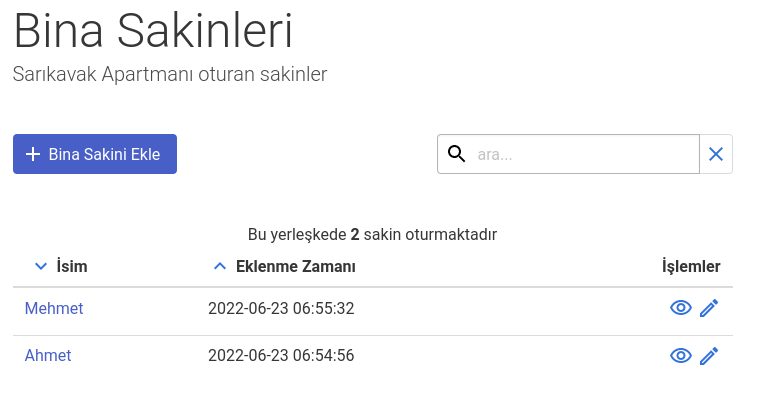 Bina Sakinleri
Sarıkavak Apartmanı oturan sakinler
Bina Sakini Ekle
ara...
Bu yerleşkede 2 sakin oturmaktadır
İsim Eklenme Zamanı İşlemler
Mehmet 2022-06-23 06:55:32
Ahmet 2022-06-23 06:54:56